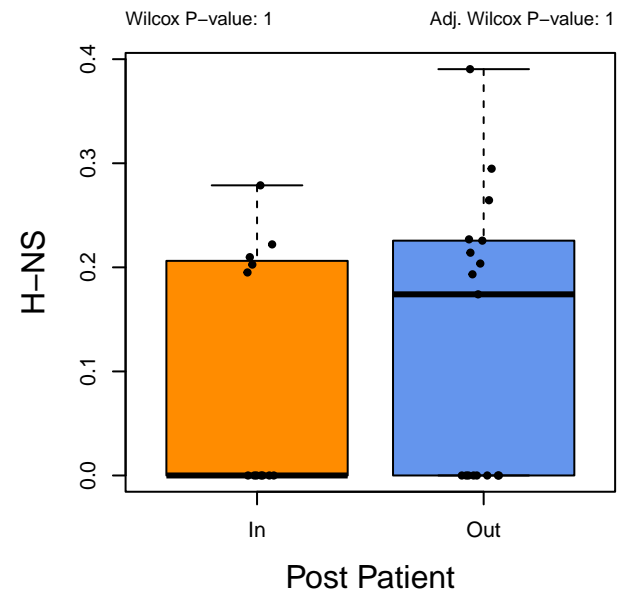 Wilcox P−value: 1
Adj. Wilcox P−value: 1
H−NS
0.4
0.3
0.2
0.1
0.0
In
Out
Post Patient